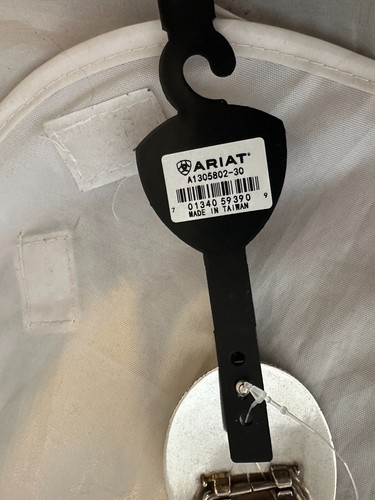 ARIAT
A1305802-30
7 01340 59390 9
MADE IN TAIWAN